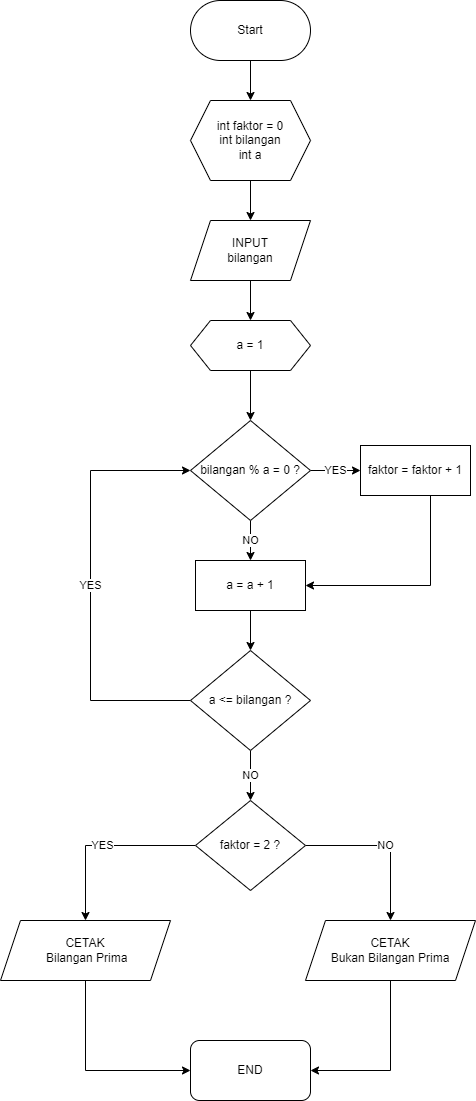 Start
int faktor = 0
int bilangan
int a
INPUT
bilangan
a = 1
bilangan % a = 0 ?
YES
faktor = faktor + 1
NO
a = a + 1
YES
a <= bilangan ?
NO
faktor = 2 ?
YES
NO
CETAK
Bilangan Prima
CETAK
Bukan Bilangan Prima
END